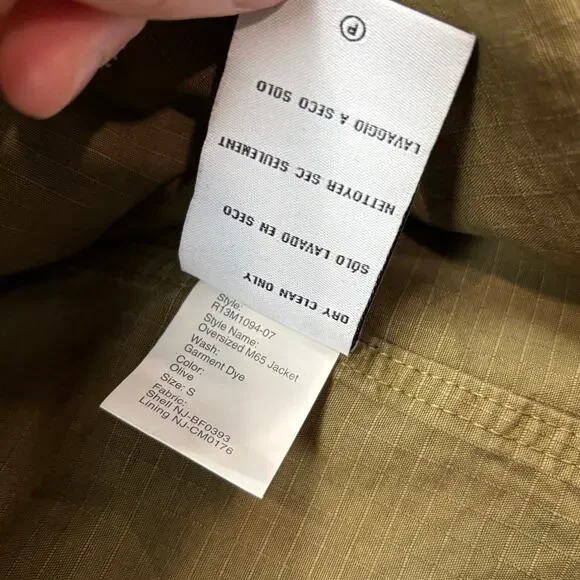 P
LAVAGGIO A SECO SOLO
NETTOYER SEC SEULEMENT
SÓLO LAVADO EN SECO
DRY CLEAN ONLY
Style:
R13M1094-07
Style Name:
Oversized M65 Jacket
Wash:
Garment Dye
Color:
Olive
Size: S
Fabric:
Shell NJ-BF0393
Lining NJ-CM0176